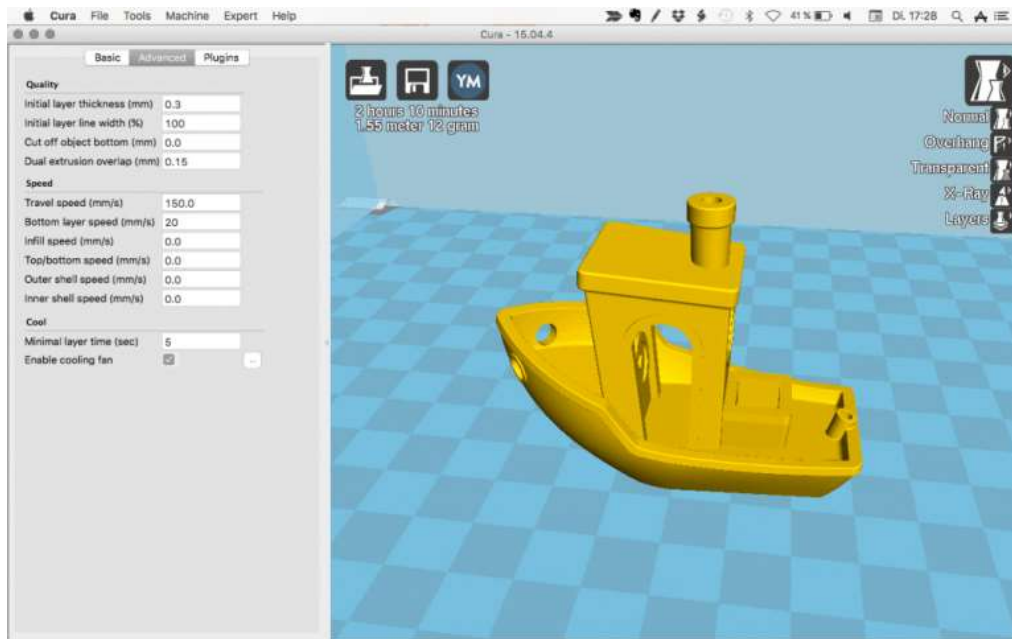 Cura File Tools Machine Expert Help 41% DI. 17:28
Cura - 15.04.4
Basic Advanced Plugins
Quality
Initial layer thickness (mm) 0.3
Initial layer line width (%) 100
Cut off object bottom (mm) 0.0
Dual extrusion overlap (mm) 0.15
Speed
Travel speed (mm/s) 150.0
Bottom layer speed (mm/s) 20
Infill speed (mm/s) 0.0
Top/bottom speed (mm/s) 0.0
Outer shell speed (mm/s) 0.0
Inner shell speed (mm/s) 0.0
Cool
Minimal layer time (sec) 5
Enable cooling fan ...
YM
2 hours 10 minutes
1.55 meter 12 gram
Normal
Overhang
Transparent
X-Ray
Layers